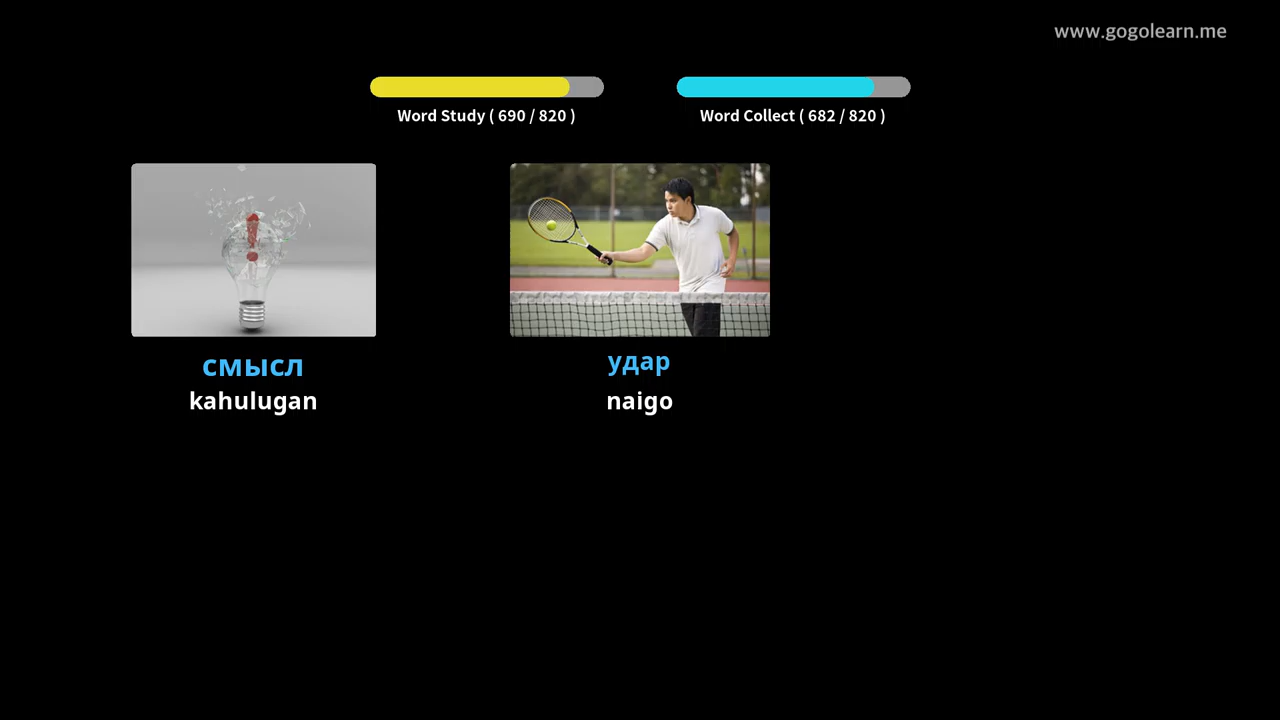 www.gogolearn.me
Word Study ( 690 / 820 )
Word Collect ( 682 / 820 )
смысл
kahulugan
удар
naigo